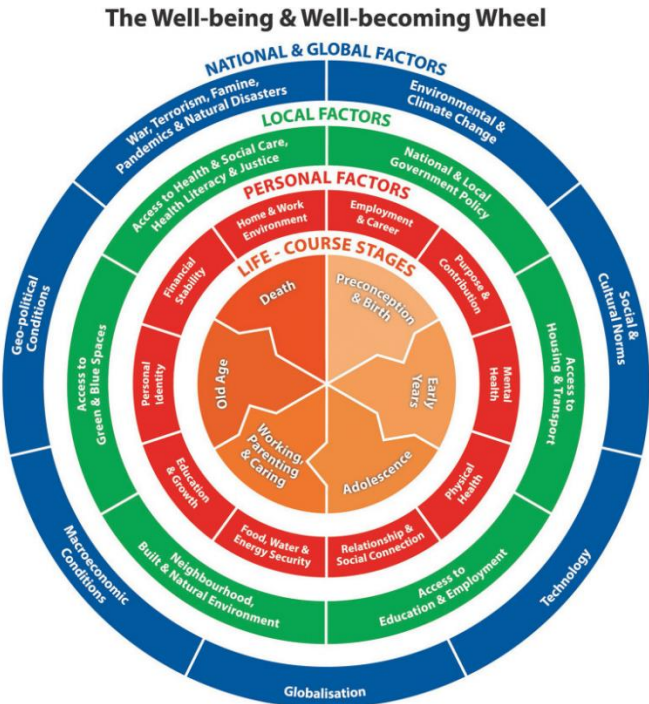 The Well-being & Well-becoming Wheel
NATIONAL & GLOBAL FACTORS
War, Terrorism, Famine,
Pandemics & Natural Disasters
Environmental &
Climate Change
Social &
Cultural Norms
Technology
Globalisation
Macroeconomic
Conditions
Geo-political
Conditions
LOCAL FACTORS
Access to Health & Social Care,
Health Literacy & Justice
National & Local
Government Policy
Access to
Housing & Transport
Access to
Education & Employment
Neighbourhood,
Built & Natural Environment
Access to
Green & Blue Spaces
PERSONAL FACTORS
Home & Work
Environment
Employment
& Career
Purpose &
Contribution
Mental
Health
Physical
Health
Relationship &
Social Connection
Food, Water &
Energy Security
Education
& Growth
Personal
Identity
Financial
Stability
LIFE - COURSE STAGES
Preconception
& Birth
Early
Years
Adolescence
Working,
Parenting
& Caring
Old Age
Death